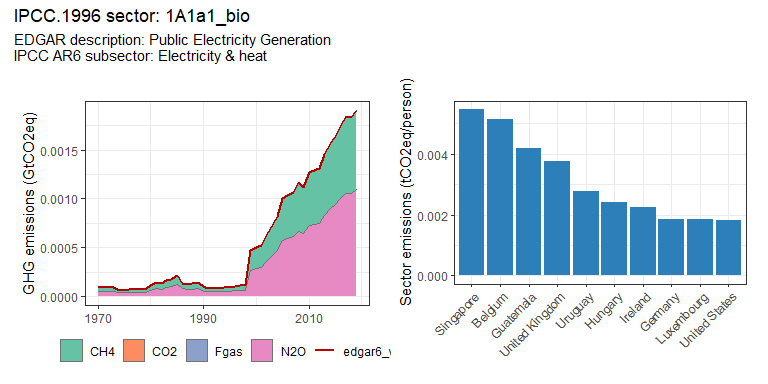 IPCC.1996 sector: 1A1a1_bio
EDGAR description: Public Electricity Generation
IPCC AR6 subsector: Electricity & heat
GHG emissions (GtCO2eq)
0.0015
0.0010
0.0005
0.0000
1970
1990
2010
CH4 CO2 Fgas N2O edgar6_v
Sector emissions (tCO2eq/person)
0.004
0.002
0.000
Singapore
Belgium
Guatemala
United Kingdom
Uruguay
Hungary
Ireland
Germany
Luxembourg
United States